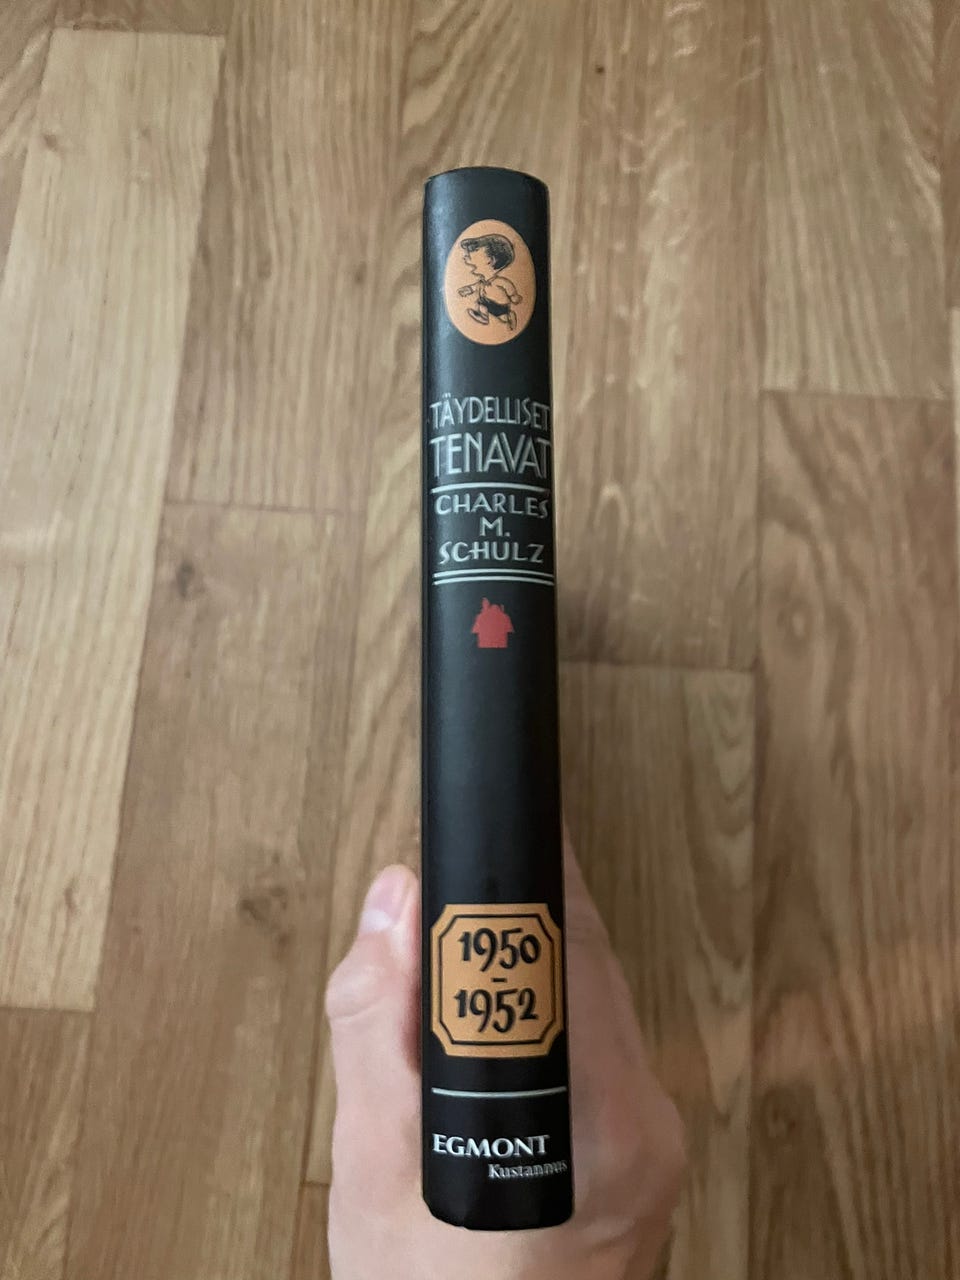 TÄYDELLISET
TENAVAT
CHARLES
M.
SCHULZ
1950
–
1952
EGMONT
Kustannus